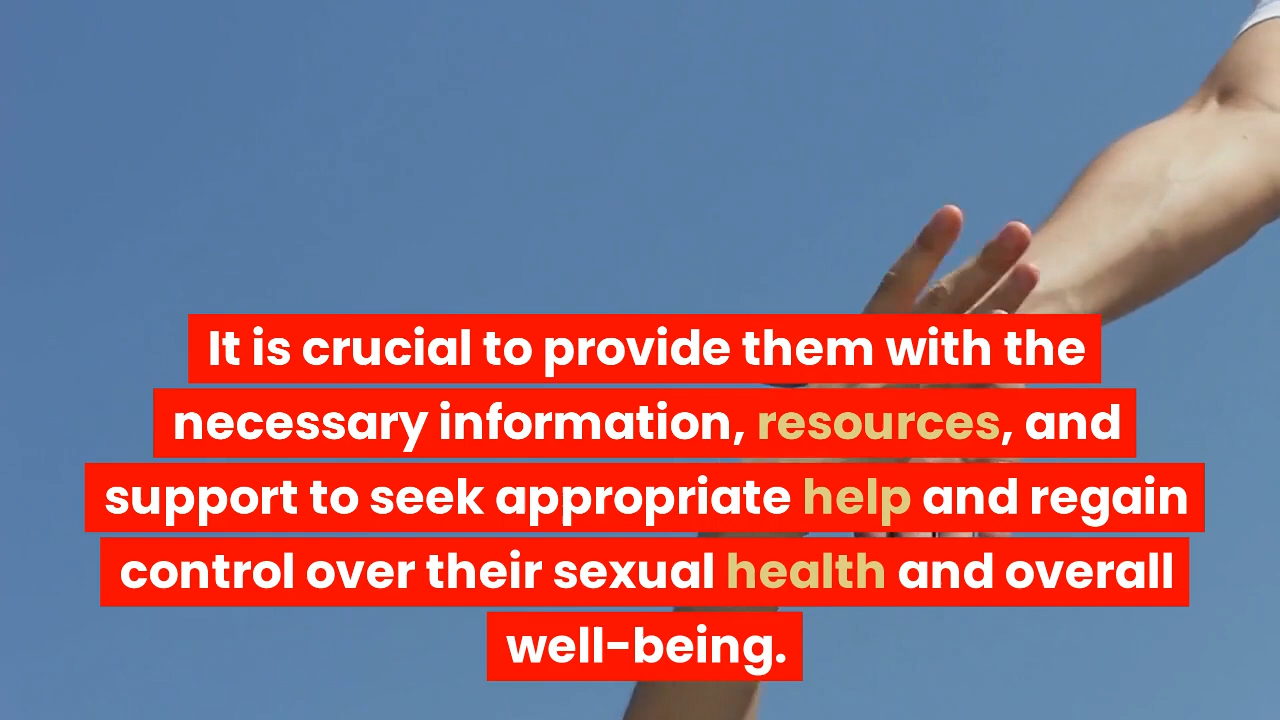 It is crucial to provide them with the
necessary information, resources, and
support to seek appropriate help and regain
control over their sexual health and overall
well-being.